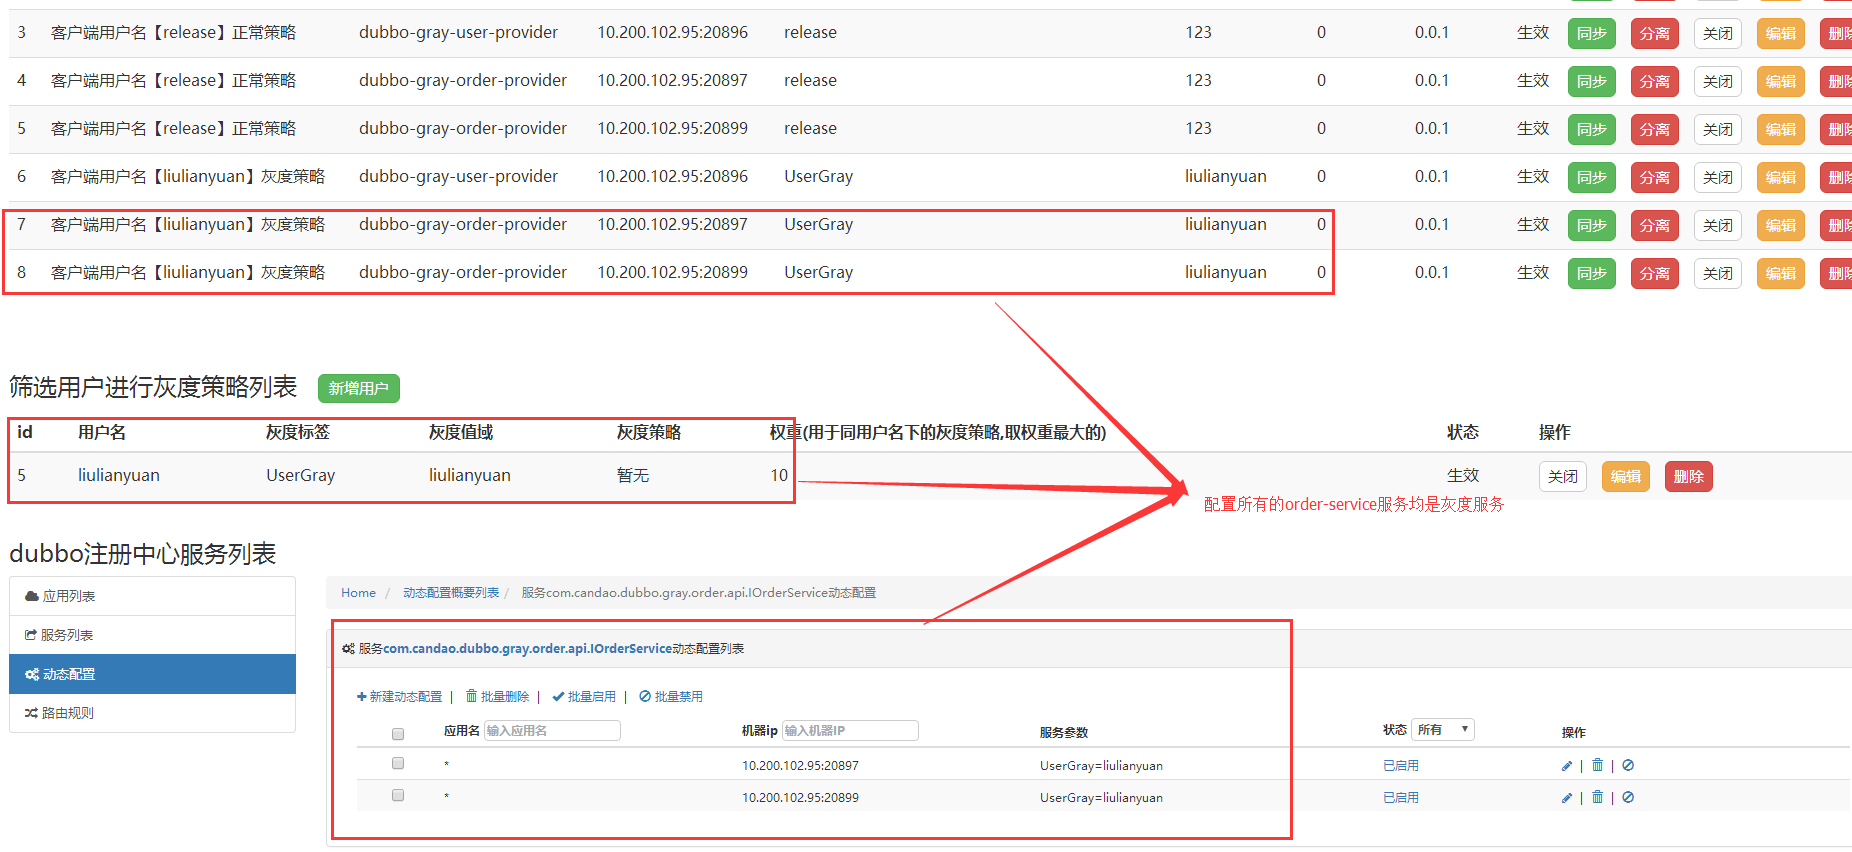 3 客户端用户名【release】正常策略 dubbo-gray-user-provider 10.200.102.95:20896 release 123 0 0.0.1 生效 同步 分离 关闭 编辑 删除
4 客户端用户名【release】正常策略 dubbo-gray-order-provider 10.200.102.95:20897 release 123 0 0.0.1 生效 同步 分离 关闭 编辑 删除
5 客户端用户名【release】正常策略 dubbo-gray-order-provider 10.200.102.95:20899 release 123 0 0.0.1 生效 同步 分离 关闭 编辑 删除
6 客户端用户名【liulianyuan】灰度策略 dubbo-gray-user-provider 10.200.102.95:20896 UserGray liulianyuan 0 0.0.1 生效 同步 分离 关闭 编辑 删除
7 客户端用户名【liulianyuan】灰度策略 dubbo-gray-order-provider 10.200.102.95:20897 UserGray liulianyuan 0 0.0.1 生效 同步 分离 关闭 编辑 删除
8 客户端用户名【liulianyuan】灰度策略 dubbo-gray-order-provider 10.200.102.95:20899 UserGray liulianyuan 0 0.0.1 生效 同步 分离 关闭 编辑 删除
筛选用户进行灰度策略列表 新增用户
id 用户名 灰度标签 灰度值域 灰度策略 权重(用于同用户名下的灰度策略,取权重最大的) 状态 操作
5 liulianyuan UserGray liulianyuan 暂无 10 生效 关闭 编辑 删除
配置所有的order-service服务均是灰度服务
dubbo注册中心服务列表
应用列表
服务列表
动态配置
路由规则
Home / 动态配置概要列表 / 服务com.candao.dubbo.gray.order.api.IOrderService动态配置
服务com.candao.dubbo.gray.order.api.IOrderService动态配置列表
新建动态配置 | 批量删除 | 批量启用 | 批量禁用
应用名 输入应用名 机器ip 输入机器IP 服务参数 状态 所有 操作
* 10.200.102.95:20897 UserGray=liulianyuan 已启用 | |
* 10.200.102.95:20899 UserGray=liulianyuan 已启用 | |